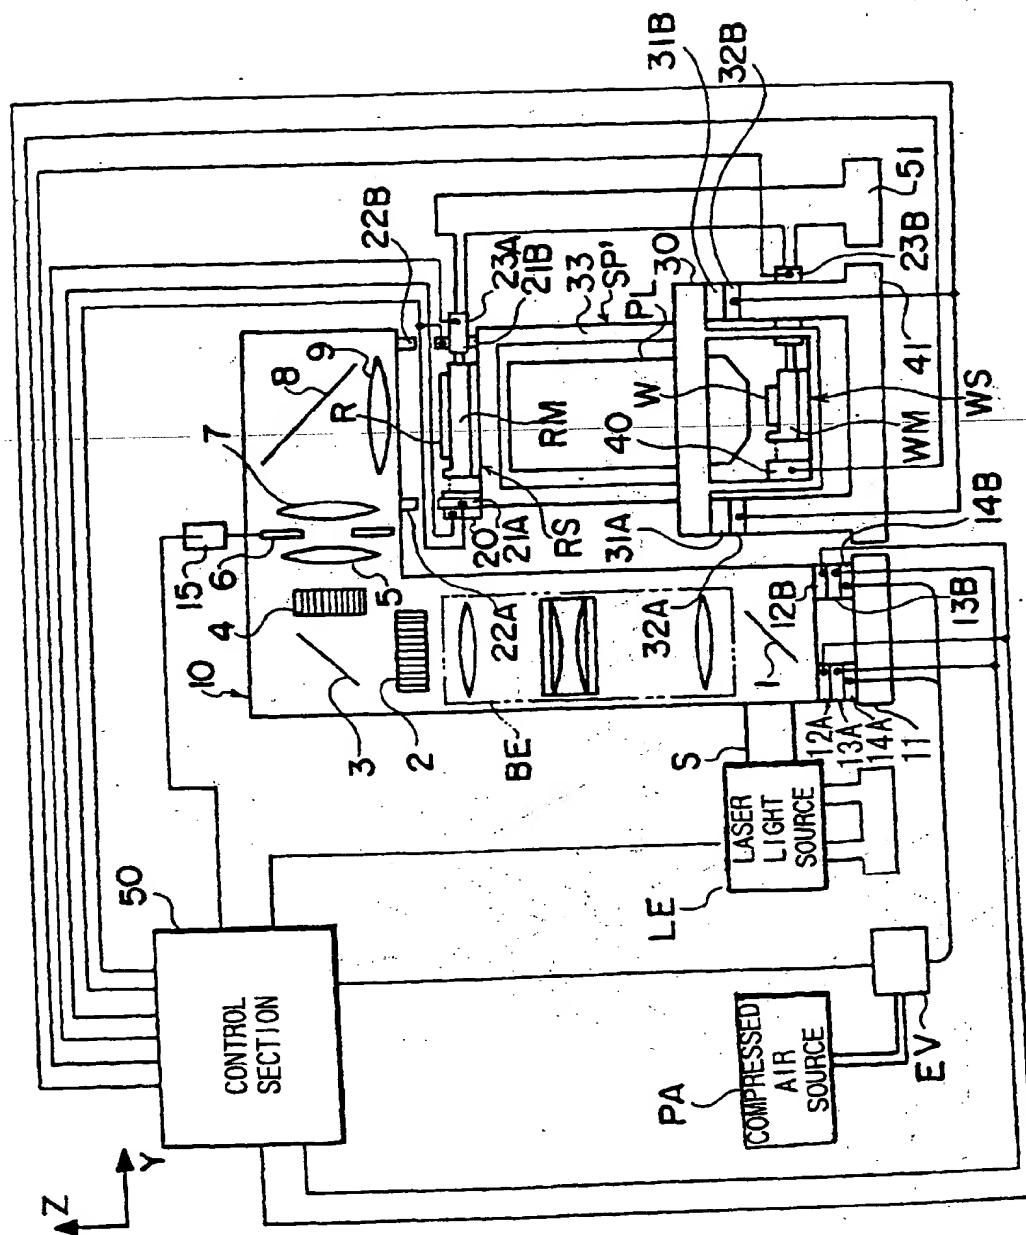 31B
32B
22B
23A
21B
33
SP'
PL
30
51
23B
41
8
9
R
RM
W
40
WM
WS
7
15
6
5
4
20
21A
RS
31A
14B
10
3
2
22A
32A
1
12B
13B
BE
S
12A
13A
14A
11
50
CONTROL
SECTION
LASER
LIGHT
SOURCE
LE
COMPRESSED
AIR
SOURCE
PA
EV
Z
Y